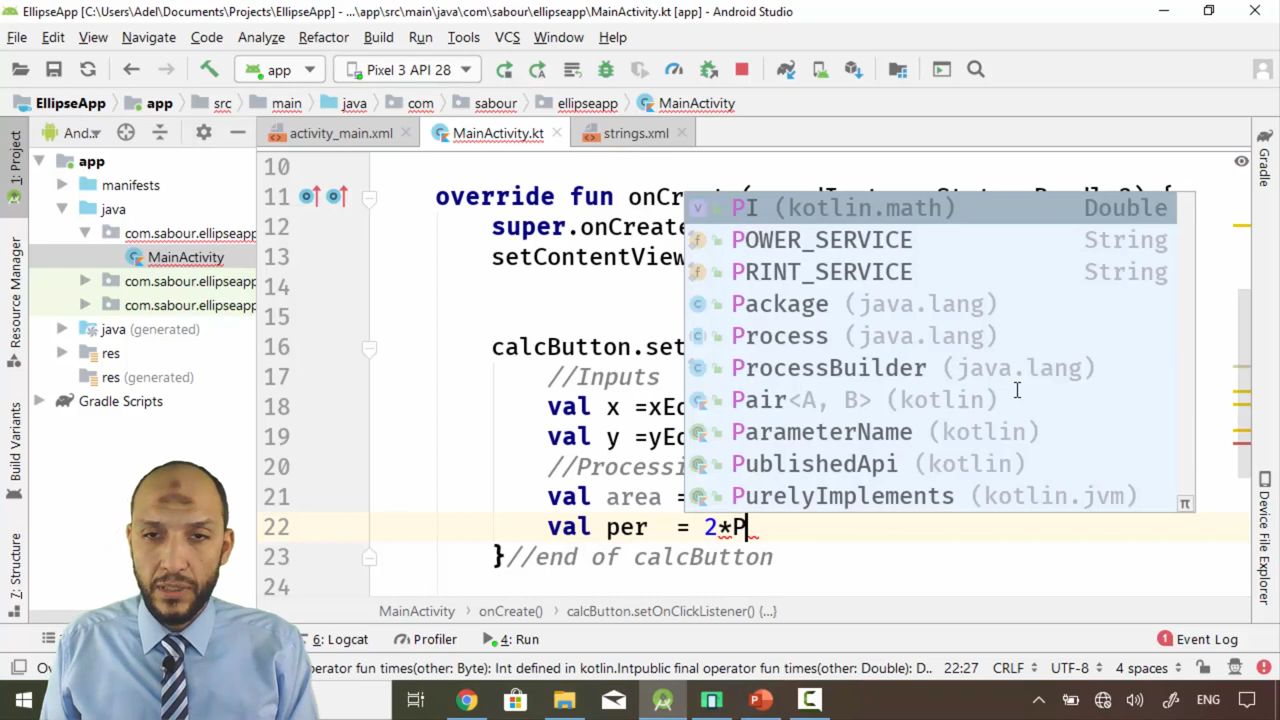 EllipseApp [C:\Users\Adel\Documents\Projects\EllipseApp] - ...\app\src\main\java\com\sabour\ellipseapp\MainActivity.kt [app] - Android Studio
File Edit View Navigate Code Analyze Refactor Build Run Tools VCS Window Help
app Pixel 3 API 28
EllipseApp app src main java com sabour ellipseapp MainActivity
1: Project
Resource Manager
Build Variants
Z: Structure
And...
app
manifests
java
com.sabour.ellipseapp
MainActivity
com.sabour.ellipseapp
com.sabour.ellipseapp
java (generated)
res
res (generated)
Gradle Scripts
activity_main.xml MainActivity.kt strings.xml
10
11 override fun onCreate(
12 super.onCreate
13 setContentView
14
15
16 calcButton.set
17 //Inputs
18 val x =xEd
19 val y =yEd
20 //Processi
21 val area =
22 val per = 2*P
23 }//end of calcButton
24
PI (kotlin.math) Double
POWER_SERVICE String
PRINT_SERVICE String
Package (java.lang)
Process (java.lang)
ProcessBuilder (java.lang)
Pair<A, B> (kotlin)
ParameterName (kotlin)
PublishedApi (kotlin)
PurelyImplements (kotlin.jvm)
π
MainActivity onCreate() calcButton.setOnClickListener() {...}
Gradle
Device File Explorer
6: Logcat Profiler 4: Run 1 Event Log
perator fun times(other: Byte): Int defined in kotlin.Intpublic final operator fun times(other: Double): D.. 22:27 CRLF UTF-8 4 spaces
ENG